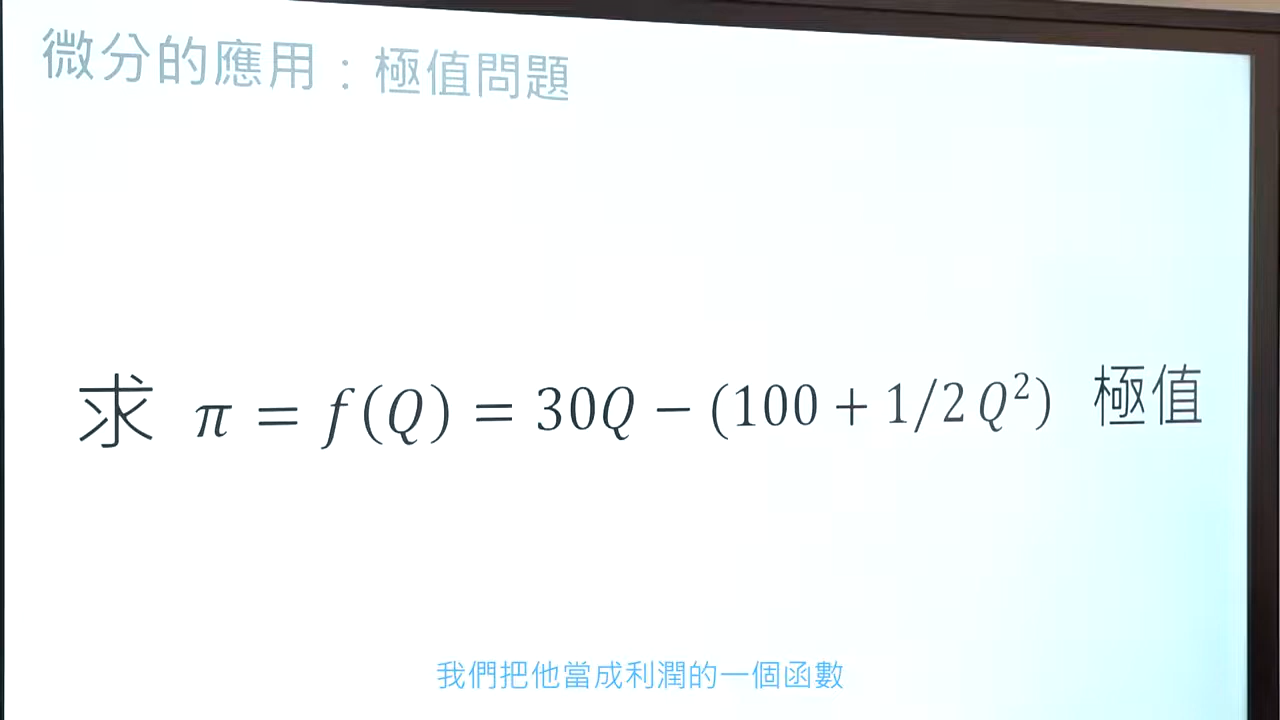 微分的應用：極值問題
求 π = f(Q) = 30Q − (100 + 1/2 Q²) 極值
我們把他當成利潤的一個函數